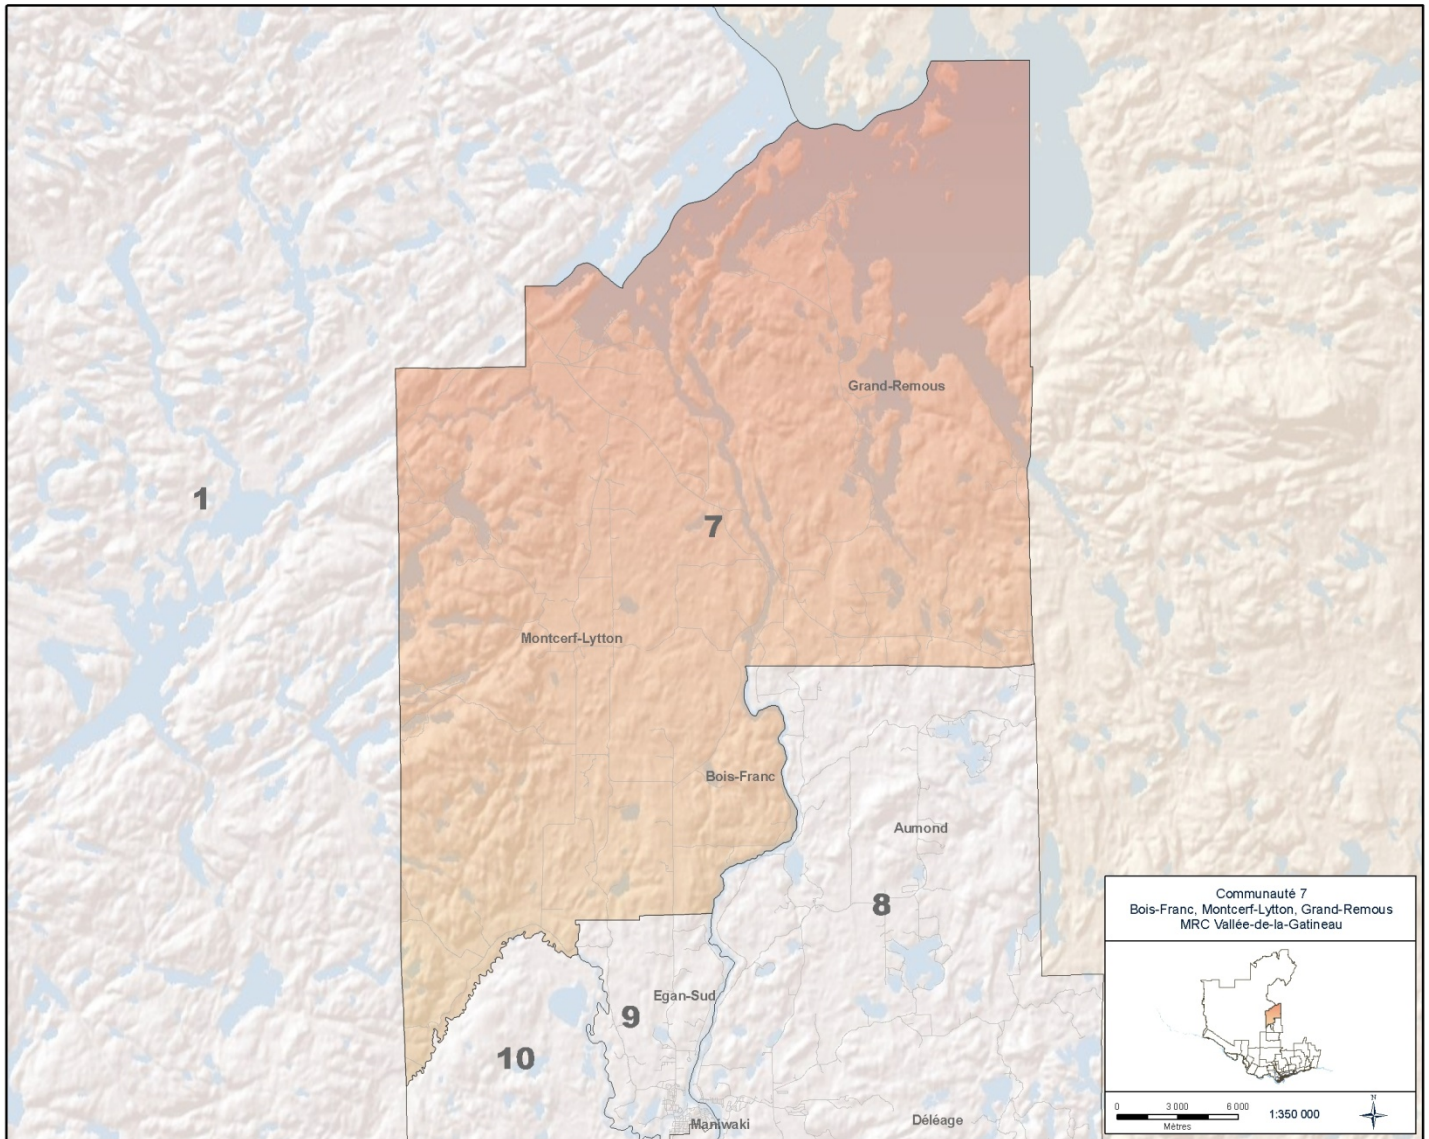 Grand-Remous
1
7
Montcerf-Lytton
Bois-Franc
Aumond
8
Egan-Sud
9
10
Maniwaki
Déléage
Communauté 7
Bois-Franc, Montcerf-Lytton, Grand-Remous
MRC Vallée-de-la-Gatineau
0 3 000 6 000
Mètres
1:350 000
N